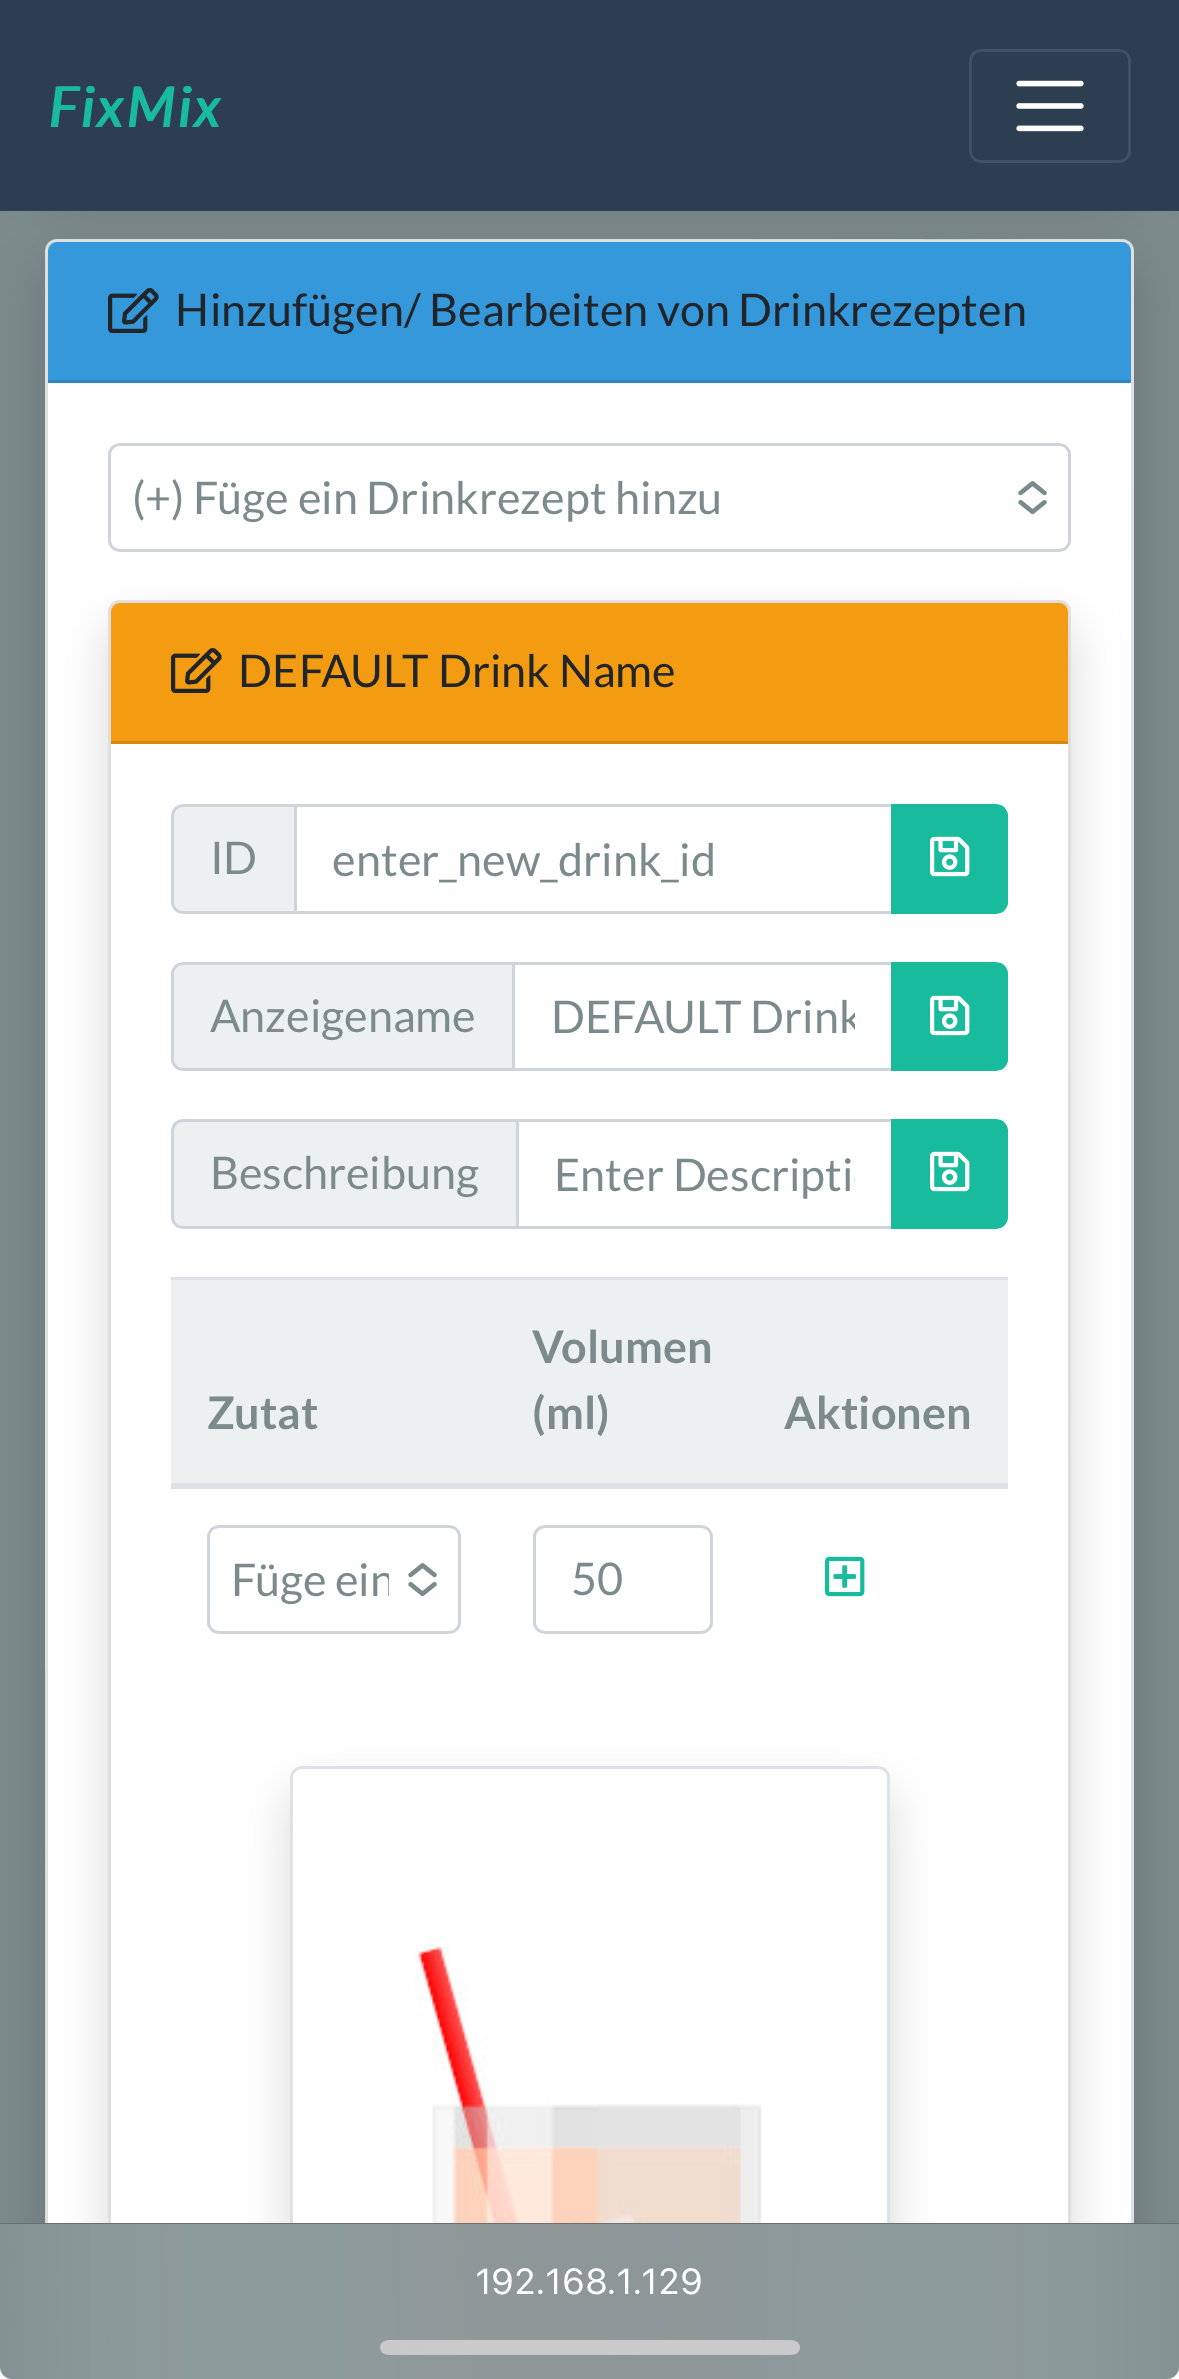 FixMix
Hinzufügen/ Bearbeiten von Drinkrezepten
(+) Füge ein Drinkrezept hinzu
DEFAULT Drink Name
ID enter_new_drink_id
Anzeigename DEFAULT Drink
Beschreibung Enter Descripti
Volumen
Zutat (ml) Aktionen
Füge ein 50
192.168.1.129